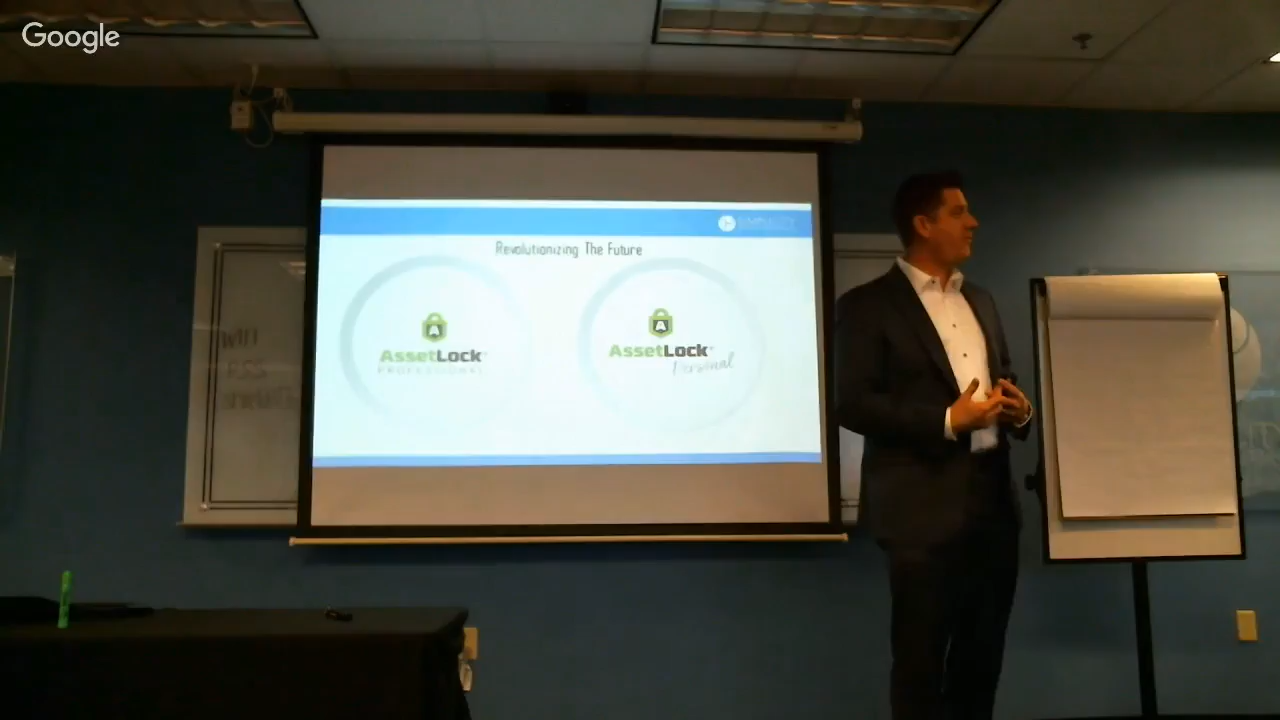 Google
Revolutionizing The Future
A
AssetLock
PROFESSIONAL
A
AssetLock
Personal